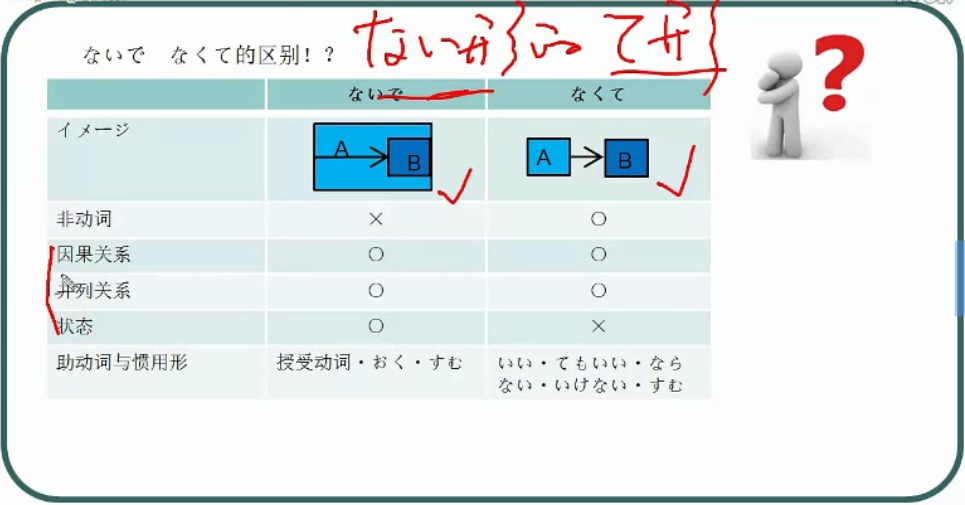 ないで　なくて的区别！？
ない形 的 て形
ないで なくて
イメージ A B A B
非动词 × ○
因果关系 ○ ○
并列关系 ○ ○
状态 ○ ×
助动词与惯用形 授受动词・おく・すむ いい・てもいい・なら
ない・いけない・すむ